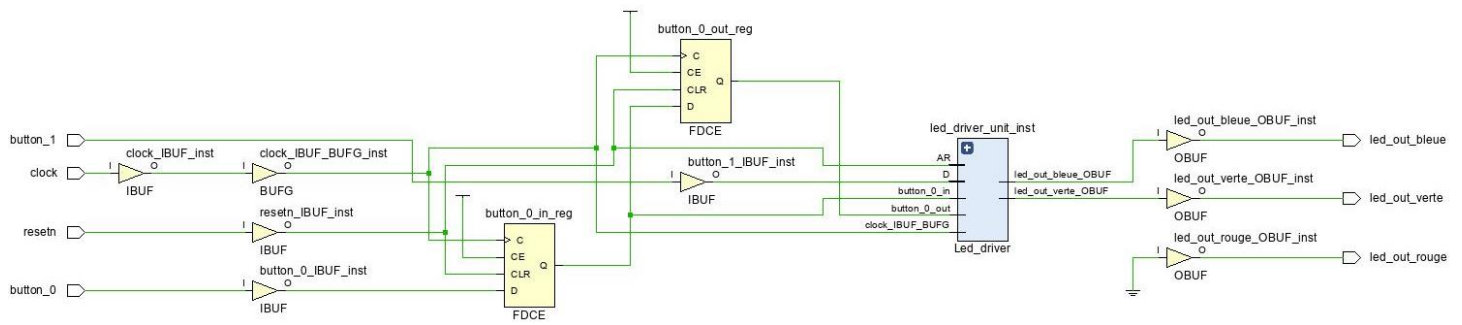 button_0_out_reg
C
CE
CLR
D
Q
FDCE
button_1
clock
clock_IBUF_inst
I
O
IBUF
clock_IBUF_BUFG_inst
I
O
BUFG
resetn
resetn_IBUF_inst
I
O
IBUF
button_0
button_0_IBUF_inst
I
O
IBUF
button_0_in_reg
C
CE
CLR
D
Q
FDCE
button_1_IBUF_inst
I
O
IBUF
led_driver_unit_inst
AR
D
button_0_in
button_0_out
clock_IBUF_BUFG
led_out_bleue_OBUF
led_out_verte_OBUF
Led_driver
led_out_bleue_OBUF_inst
I
O
OBUF
led_out_bleue
led_out_verte_OBUF_inst
I
O
OBUF
led_out_verte
led_out_rouge_OBUF_inst
I
O
OBUF
led_out_rouge